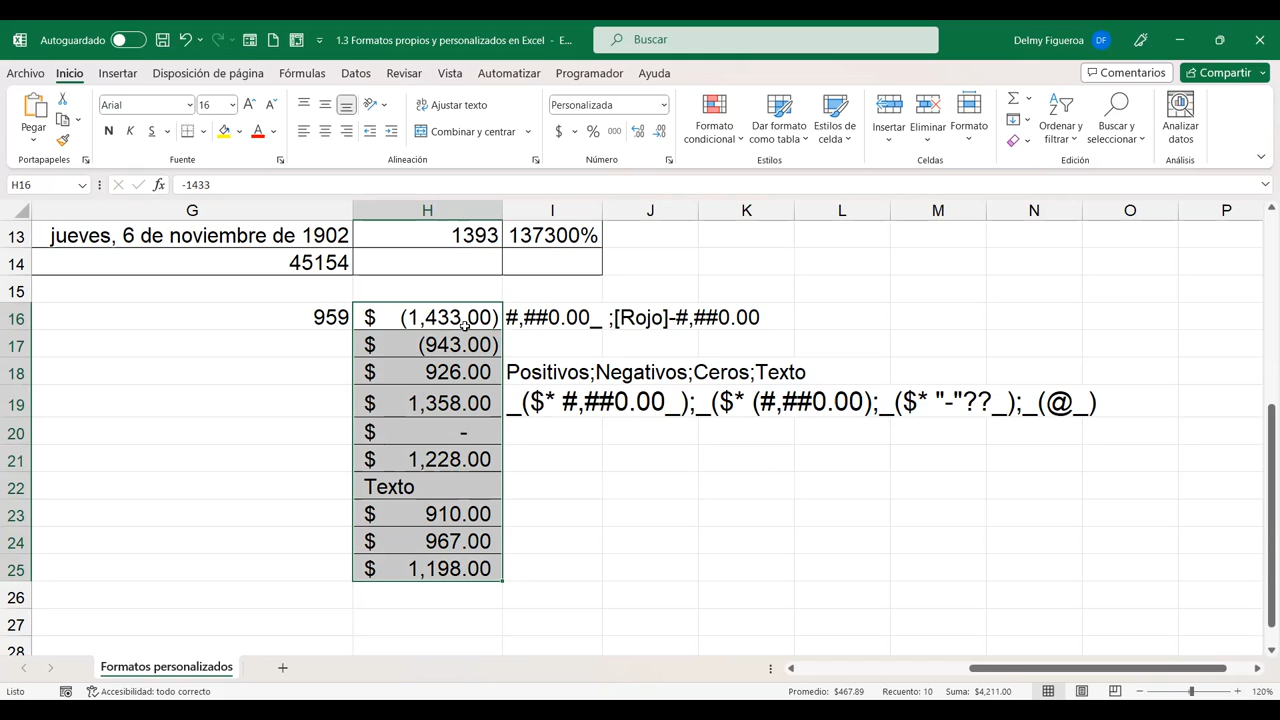 Autoguardado 1.3 Formatos propios y personalizados en Excel - E... Buscar Delmy Figueroa DF
Archivo Inicio Insertar Disposición de página Fórmulas Datos Revisar Vista Automatizar Programador Ayuda Comentarios Compartir
Pegar Arial 16 Ajustar texto Personalizada
N K S Combinar y centrar $ % 000
Formato condicional Dar formato como tabla Estilos de celda Insertar Eliminar Formato Ordenar y filtrar Buscar y seleccionar Analizar datos
Portapapeles Fuente Alineación Número Estilos Celdas Edición Análisis
H16 fx -1433
G H I J K L M N O P
13 jueves, 6 de noviembre de 1902 1393 137300%
14 45154
15
16 959 $ (1,433.00) #,##0.00_ ;[Rojo]-#,##0.00
17 $ (943.00)
18 $ 926.00 Positivos;Negativos;Ceros;Texto
19 $ 1,358.00 _($* #,##0.00_);_($* (#,##0.00);_($* "-"??_);_(@_)
20 $ -
21 $ 1,228.00
22 Texto
23 $ 910.00
24 $ 967.00
25 $ 1,198.00
26
27
28
Formatos personalizados
Listo Accesibilidad: todo correcto Promedio: $467.89 Recuento: 10 Suma: $4,211.00 120%